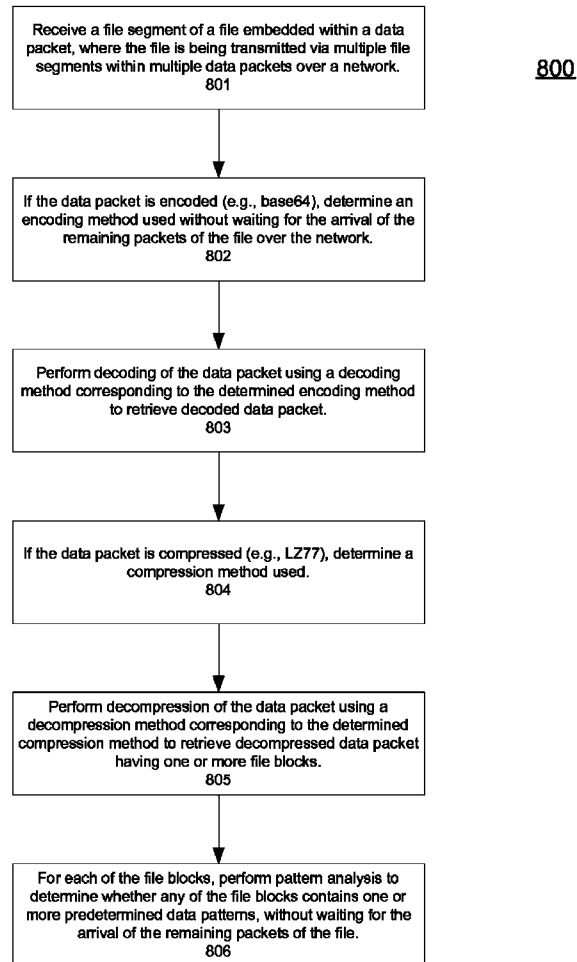 Receive a file segment of a file embedded within a data
packet, where the file is being transmitted via multiple file
segments within multiple data packets over a network.
801
800
If the data packet is encoded (e.g., base64), determine an
encoding method used without waiting for the arrival of the
remaining packets of the file over the network.
802
Perform decoding of the data packet using a decoding
method corresponding to the determined encoding method
to retrieve decoded data packet.
803
If the data packet is compressed (e.g., LZ77), determine a
compression method used.
804
Perform decompression of the data packet using a
decompression method corresponding to the determined
compression method to retrieve decompressed data packet
having one or more file blocks.
805
For each of the file blocks, perform pattern analysis to
determine whether any of the file blocks contains one or
more predetermined data patterns, without waiting for the
arrival of the remaining packets of the file.
806